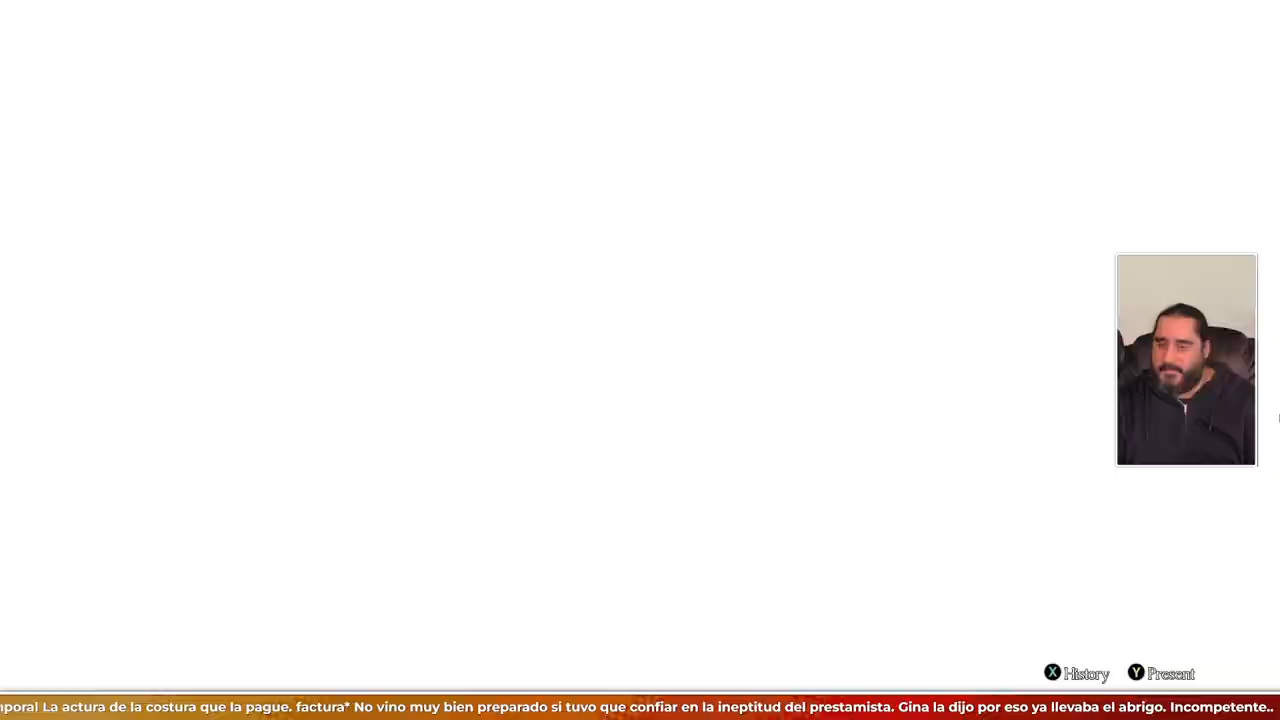 X History Y Present
mpora! La actura de la costura que la pague. factura* No vino muy bien preparado si tuvo que confiar en la ineptitud del prestamista. Gina la dijo por eso ya llevaba el abrigo. Incompetente..